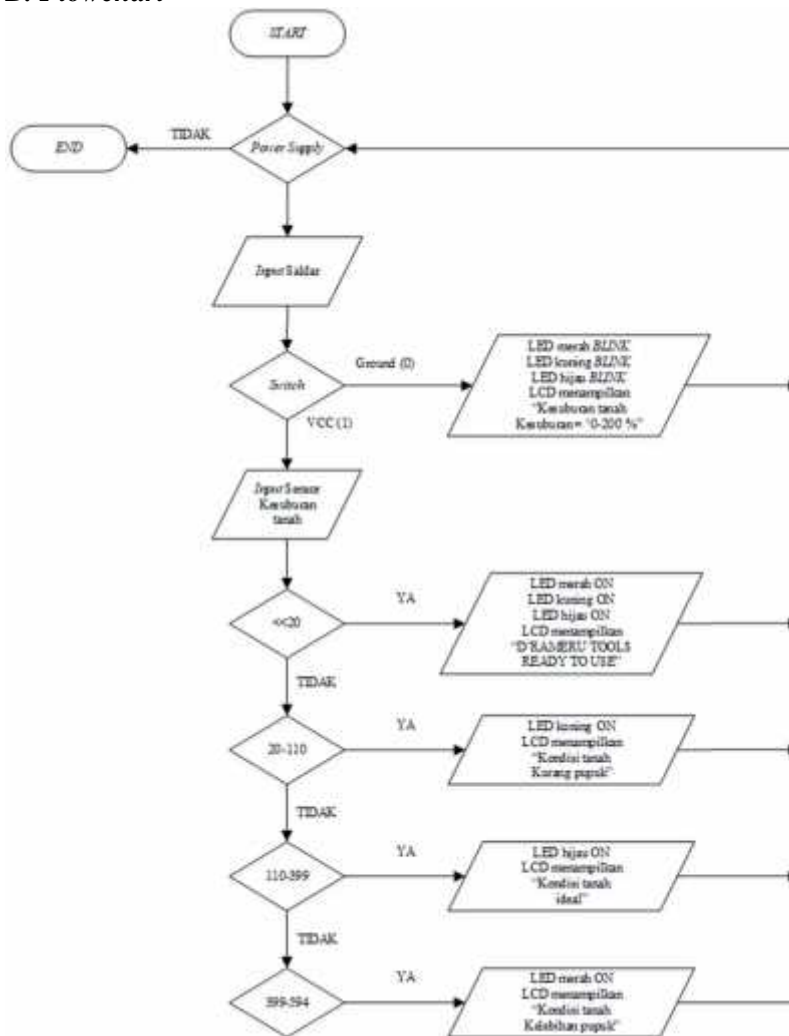 B. Flowchart
START
TIDAK
END
Power Supply
Input Saklar
Switch
Ground (0)
VCC (1)
LED merah BLINK
LED kuning BLINK
LED hijau BLINK
LCD menampilkan
"Kesuburan tanah
Kesuburan= "0-200 %"
Input Sensor
Kesuburan
tanah
<<20
YA
LED merah ON
LED kuning ON
LED hijau ON
LCD menampilkan
"D'RAMERU TOOLS
READY TO USE"
TIDAK
20-110
YA
LED kuning ON
LCD menampilkan
"Kondisi tanah
Kurang pupuk"
TIDAK
110-399
YA
LED hijau ON
LCD menampilkan
"Kondisi tanah
ideal"
TIDAK
399-594
YA
LED merah ON
LCD menampilkan
"Kondisi tanah
Kelebihan pupuk"